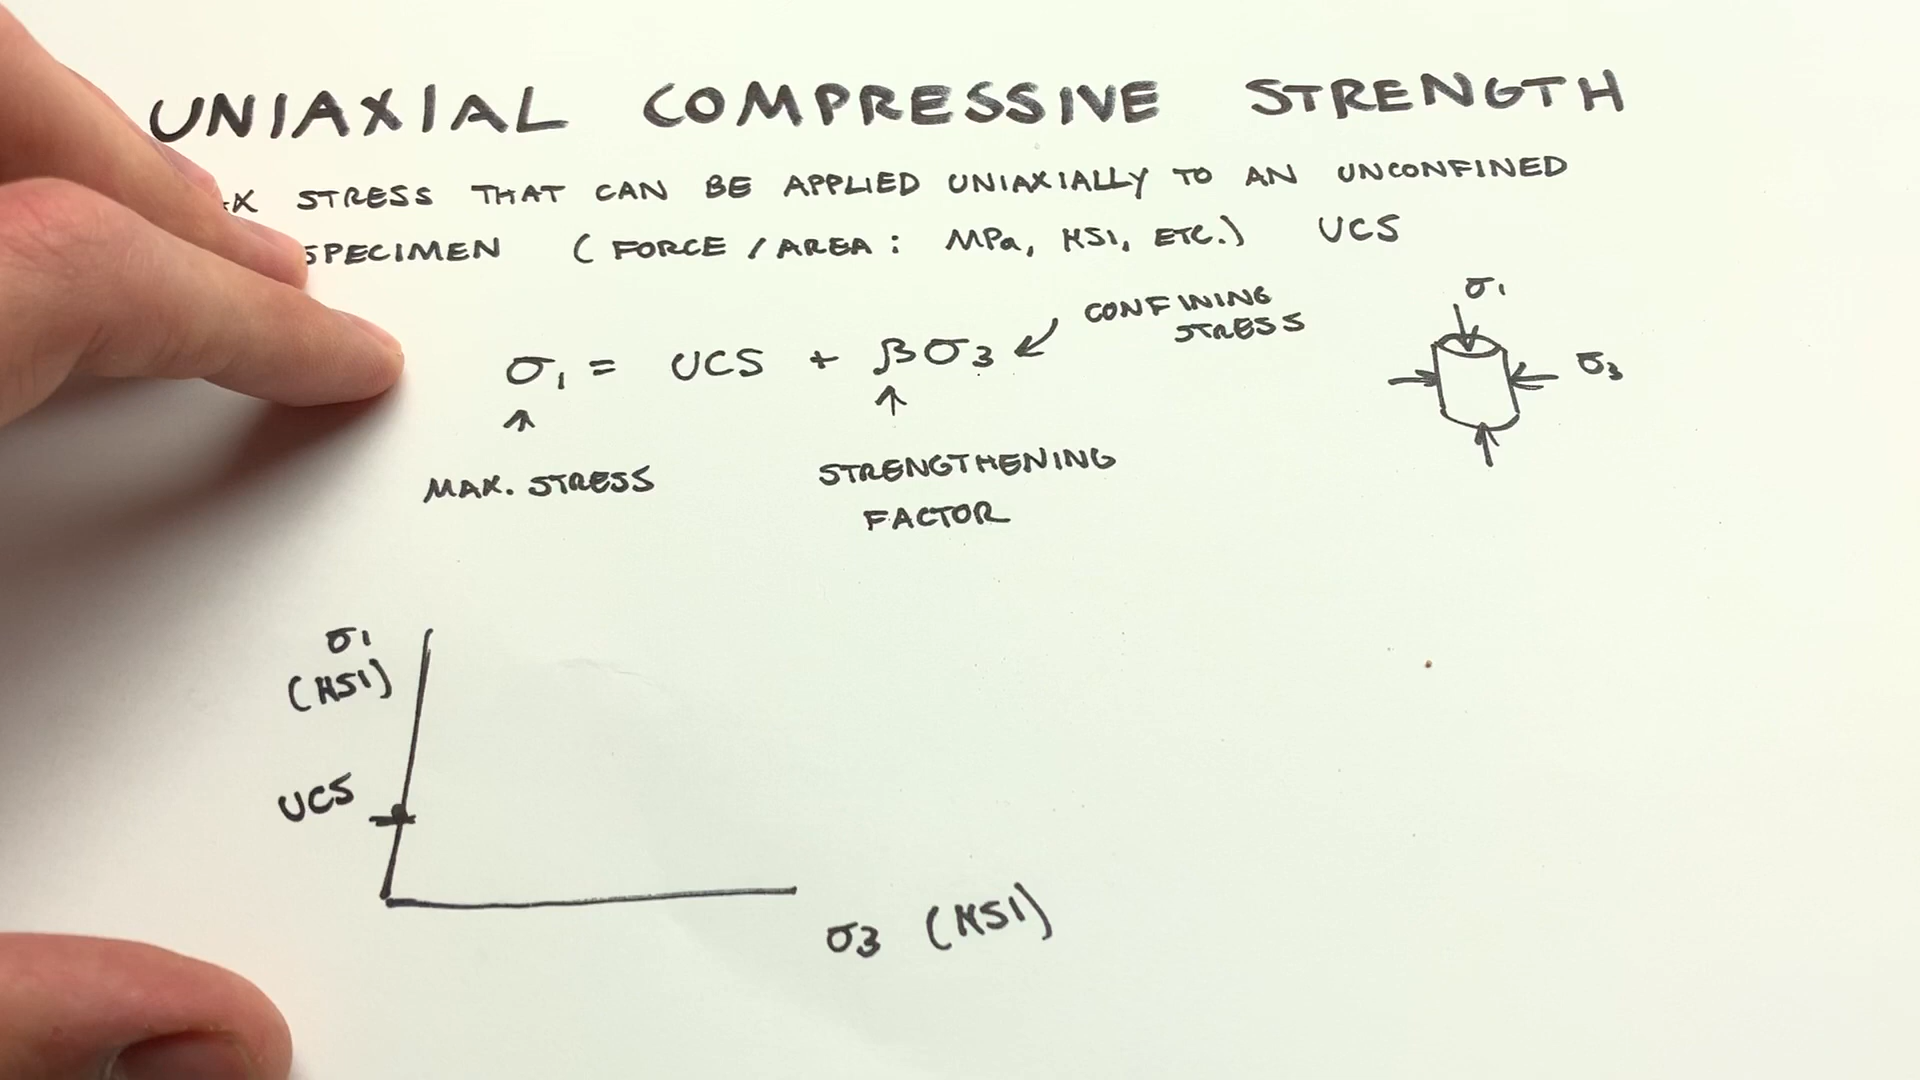 UNIAXIAL COMPRESSIVE STRENGTH
STRESS THAT CAN BE APPLIED UNIAXIALLY TO AN UNCONFINED
SPECIMEN (FORCE / AREA: MPa, KSI, ETC.) UCS
σ1
CONFINING
STRESS
σ1 = UCS + βσ3
σ3
MAX. STRESS
STRENGTHENING
FACTOR
σ1
(KSI)
UCS
σ3 (KSI)